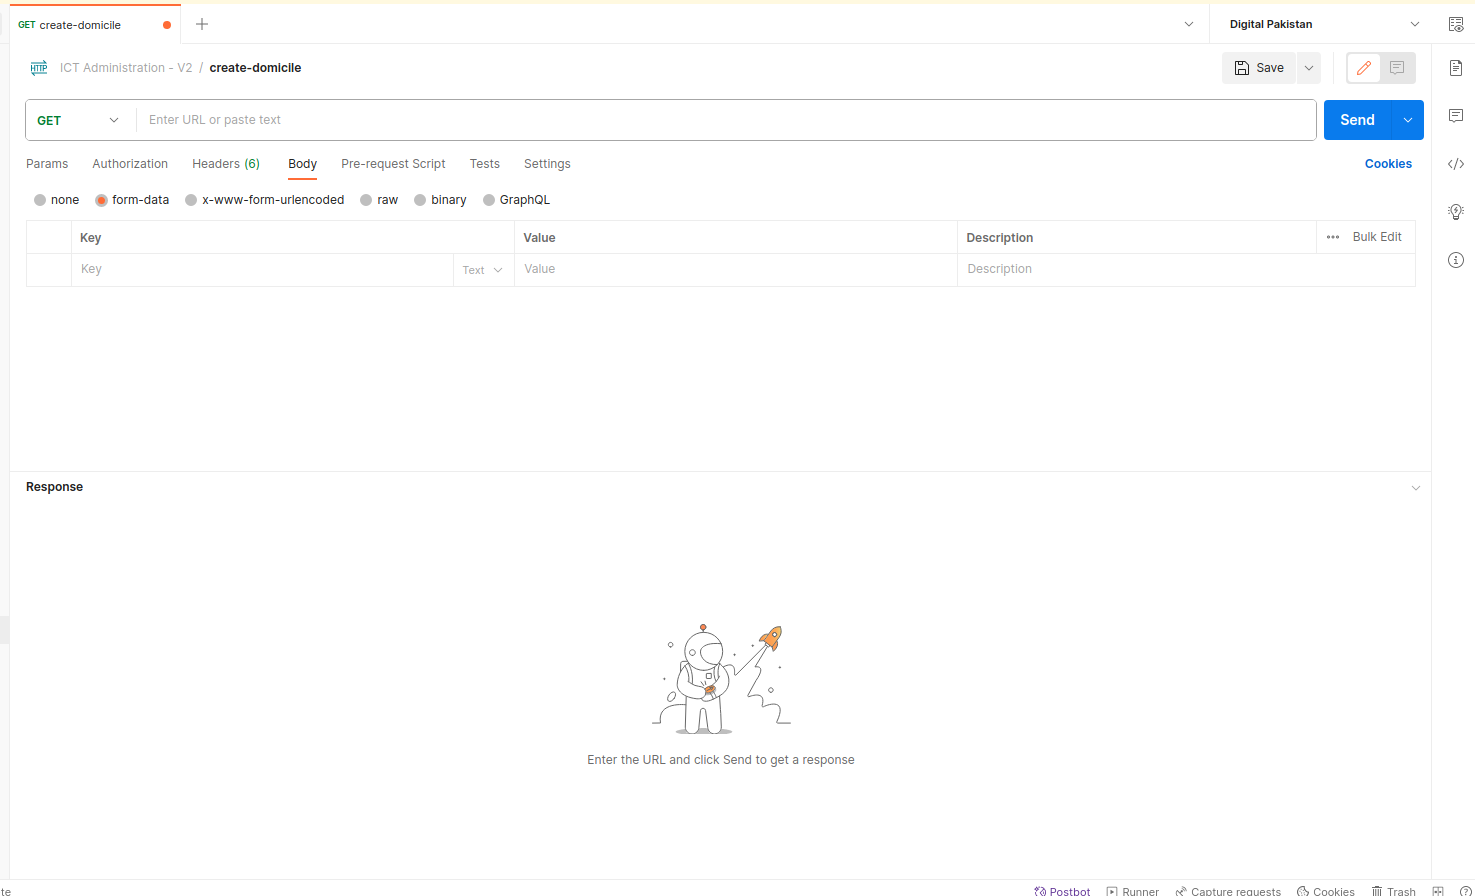 GET create-domicile
Digital Pakistan
HTTP ICT Administration - V2 / create-domicile
Save
GET Enter URL or paste text
Send
Params Authorization Headers (6) Body Pre-request Script Tests Settings Cookies
none form-data x-www-form-urlencoded raw binary GraphQL
Key Value Description ••• Bulk Edit
Key Text Value Description
Response
Enter the URL and click Send to get a response
te Postbot Runner Capture requests Cookies Trash